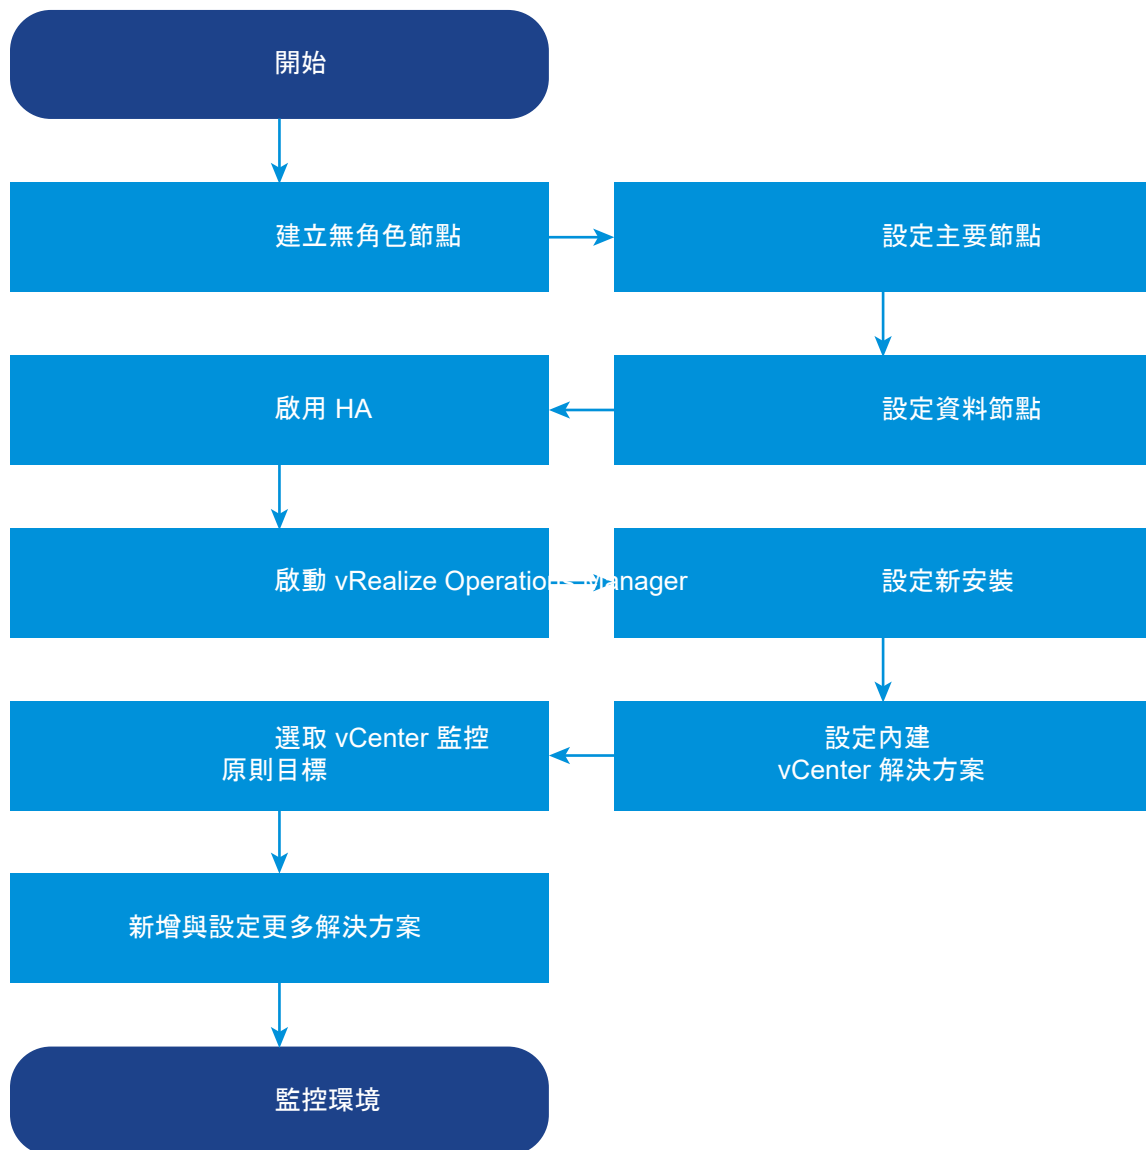 開始
建立無角色節點
設定主要節點
設定資料節點
啟用 HA
啟動 vRealize Operations Manager
設定新安裝
設定內建
vCenter 解決方案
選取 vCenter 監控
原則目標
新增與設定更多解決方案
監控環境